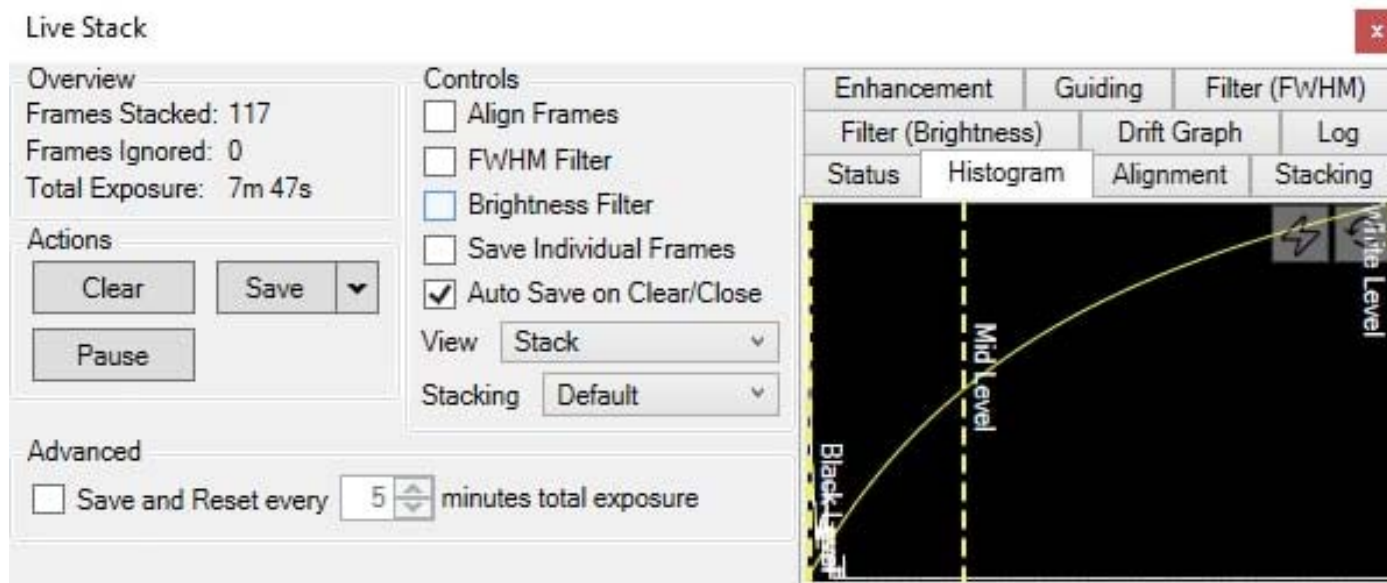 Live Stack
x
Overview
Frames Stacked: 117
Frames Ignored: 0
Total Exposure: 7m 47s
Actions
Clear
Save
Pause
Controls
Align Frames
FWHM Filter
Brightness Filter
Save Individual Frames
Auto Save on Clear/Close
View Stack
Stacking Default
Advanced
Save and Reset every 5 minutes total exposure
Enhancement Guiding Filter (FWHM)
Filter (Brightness) Drift Graph Log
Status Histogram Alignment Stacking
Black Level
Mid Level
White Level